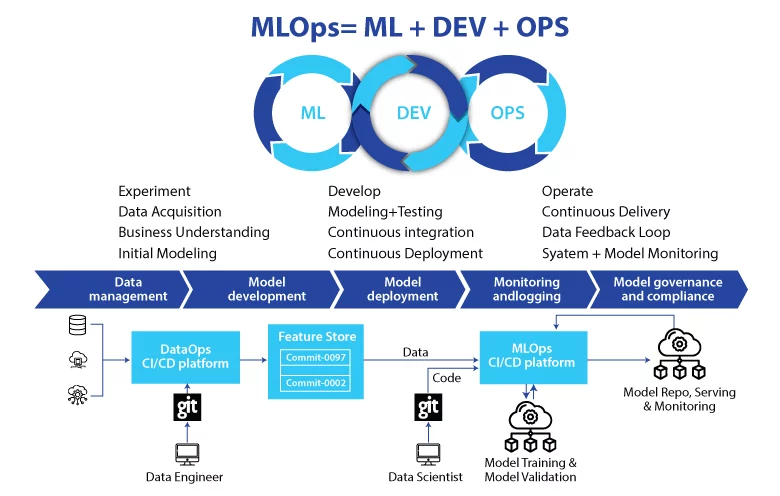 MLOps= ML + DEV + OPS
ML
DEV
OPS
Experiment
Data Acquisition
Business Understanding
Initial Modeling
Develop
Modeling+Testing
Continuous integration
Continuous Deployment
Operate
Continuous Delivery
Data Feedback Loop
Syatem + Model Monitoring
Data
management
Model
development
Model
deployment
Monitoring
andlogging
Model governance
and compliance
DataOps
CI/CD platform
Feature Store
Commit-0097
Commit-0002
Data
Code
MLOps
CI/CD platform
Model Repo, Serving
& Monitoring
git
git
Data Engineer
Data Scientist
Model Training &
Model Validation